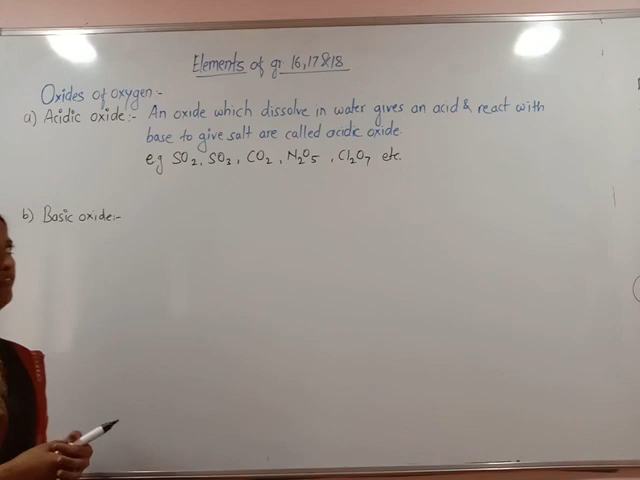 Elements of gr 16,17&18
Oxides of oxygen:-
a) Acidic oxide:- An oxide which dissolve in water gives an acid & react with
base to give salt are called acidic oxide.
eg SO₂, SO₃, CO₂, N₂O₅, Cl₂O₇ etc.
b) Basic oxide:-